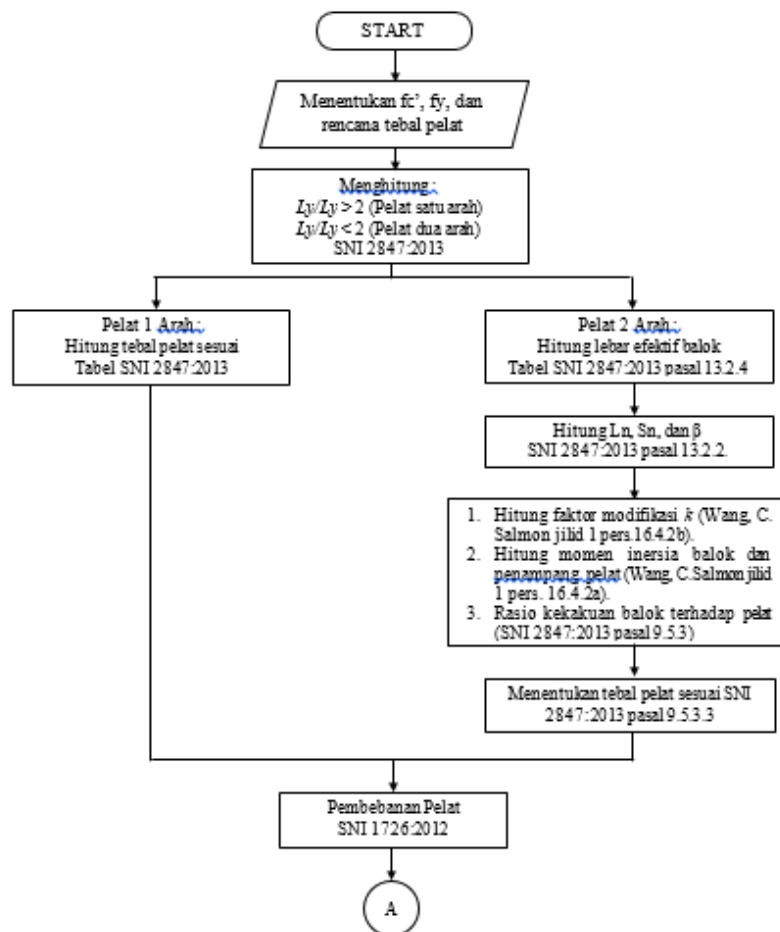 START
Menentukan fc', fy, dan
rencana tebal pelat
Menghitung :
Ly/Ly > 2 (Pelat satu arah)
Ly/Ly < 2 (Pelat dua arah)
SNI 2847:2013
Pelat 1 Arah :
Hitung tebal pelat sesuai
Tabel SNI 2847:2013
Pelat 2 Arah :
Hitung lebar efektif balok
Tabel SNI 2847:2013 pasal 13.2.4
Hitung Ln, Sn, dan β
SNI 2847:2013 pasal 13.2.2.
1. Hitung faktor modifikasi k (Wang, C.
Salmon jilid 1 pers.16.4.2b).
2. Hitung momen inersia balok dan
penampang pelat (Wang, C.Salmon jilid
1 pers. 16.4.2a).
3. Rasio kekakuan balok terhadap pelat
(SNI 2847:2013 pasal 9.5.3)
Menentukan tebal pelat sesuai SNI
2847:2013 pasal 9.5.3.3
Pembebanan Pelat
SNI 1726:2012
A